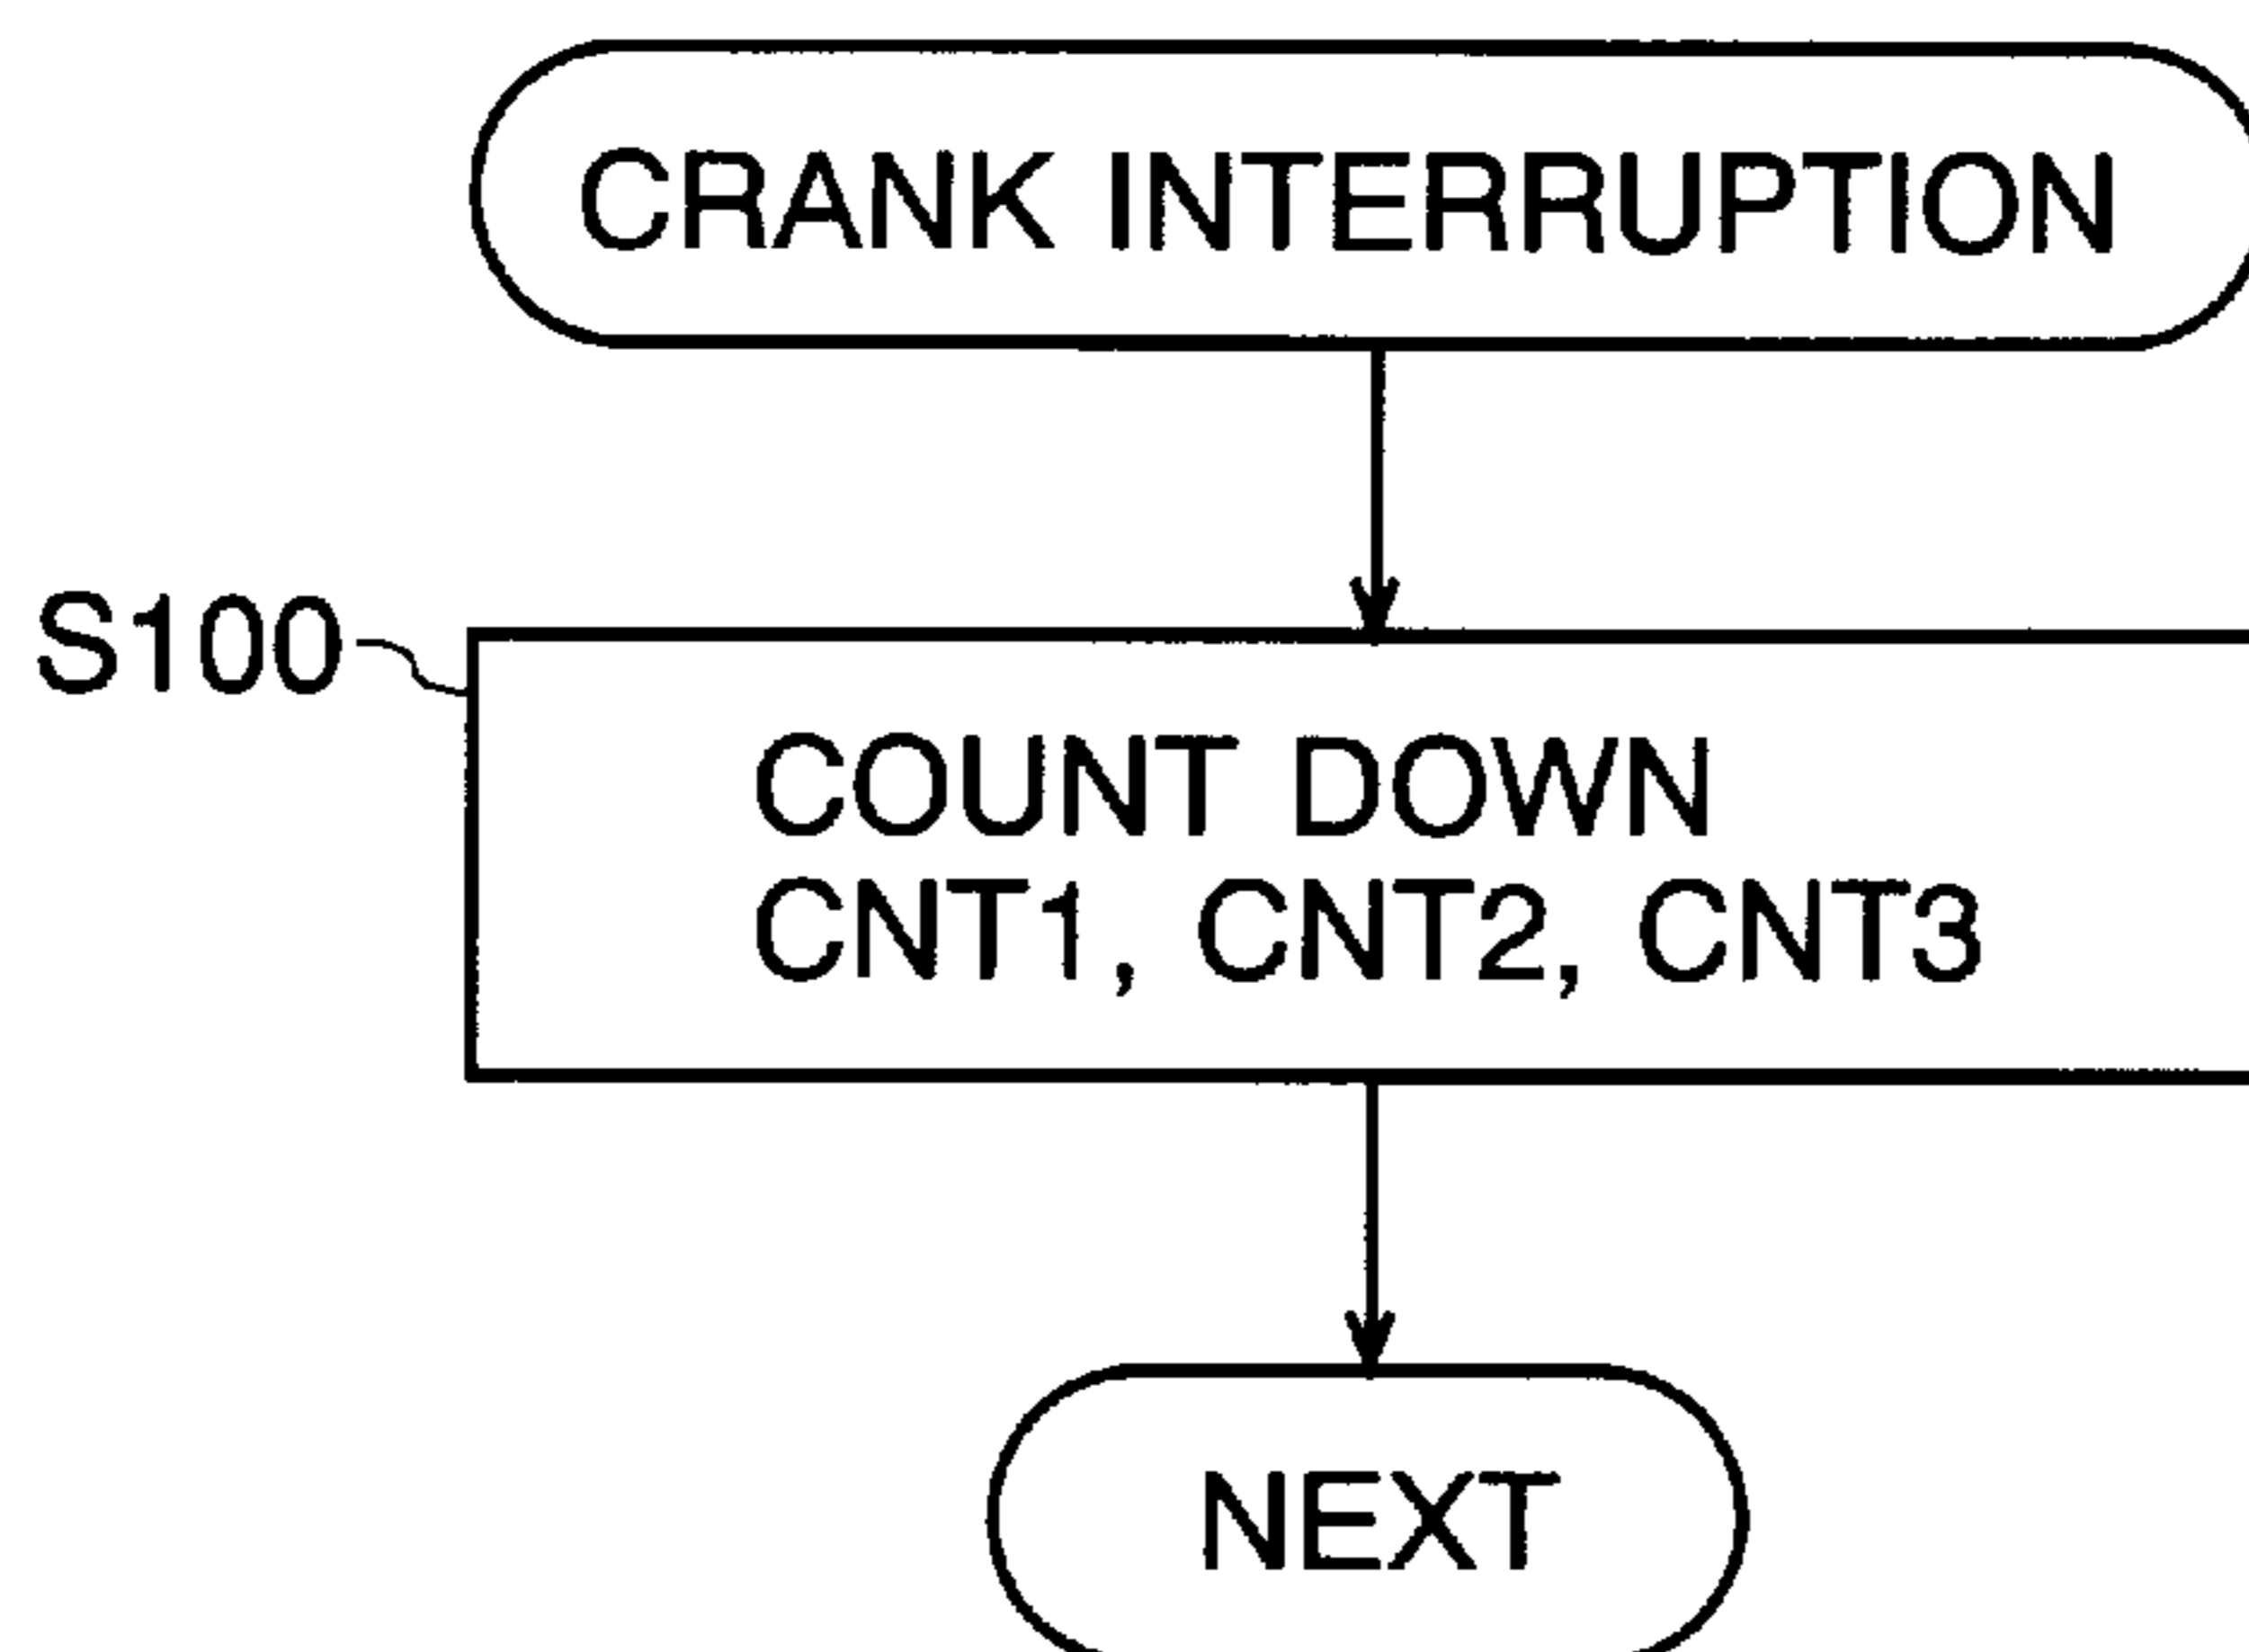 CRANK INTERRUPTION
S100
COUNT DOWN
CNT1, CNT2, CNT3
NEXT